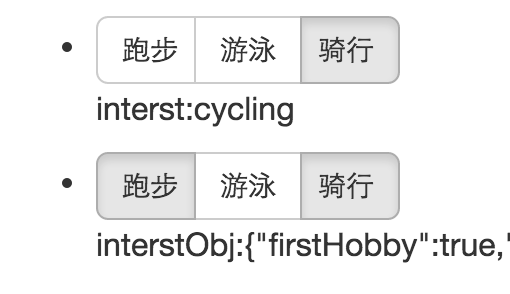 跑步 游泳 骑行
interst:cycling
跑步 游泳 骑行
interstObj:{"firstHobby":true,"